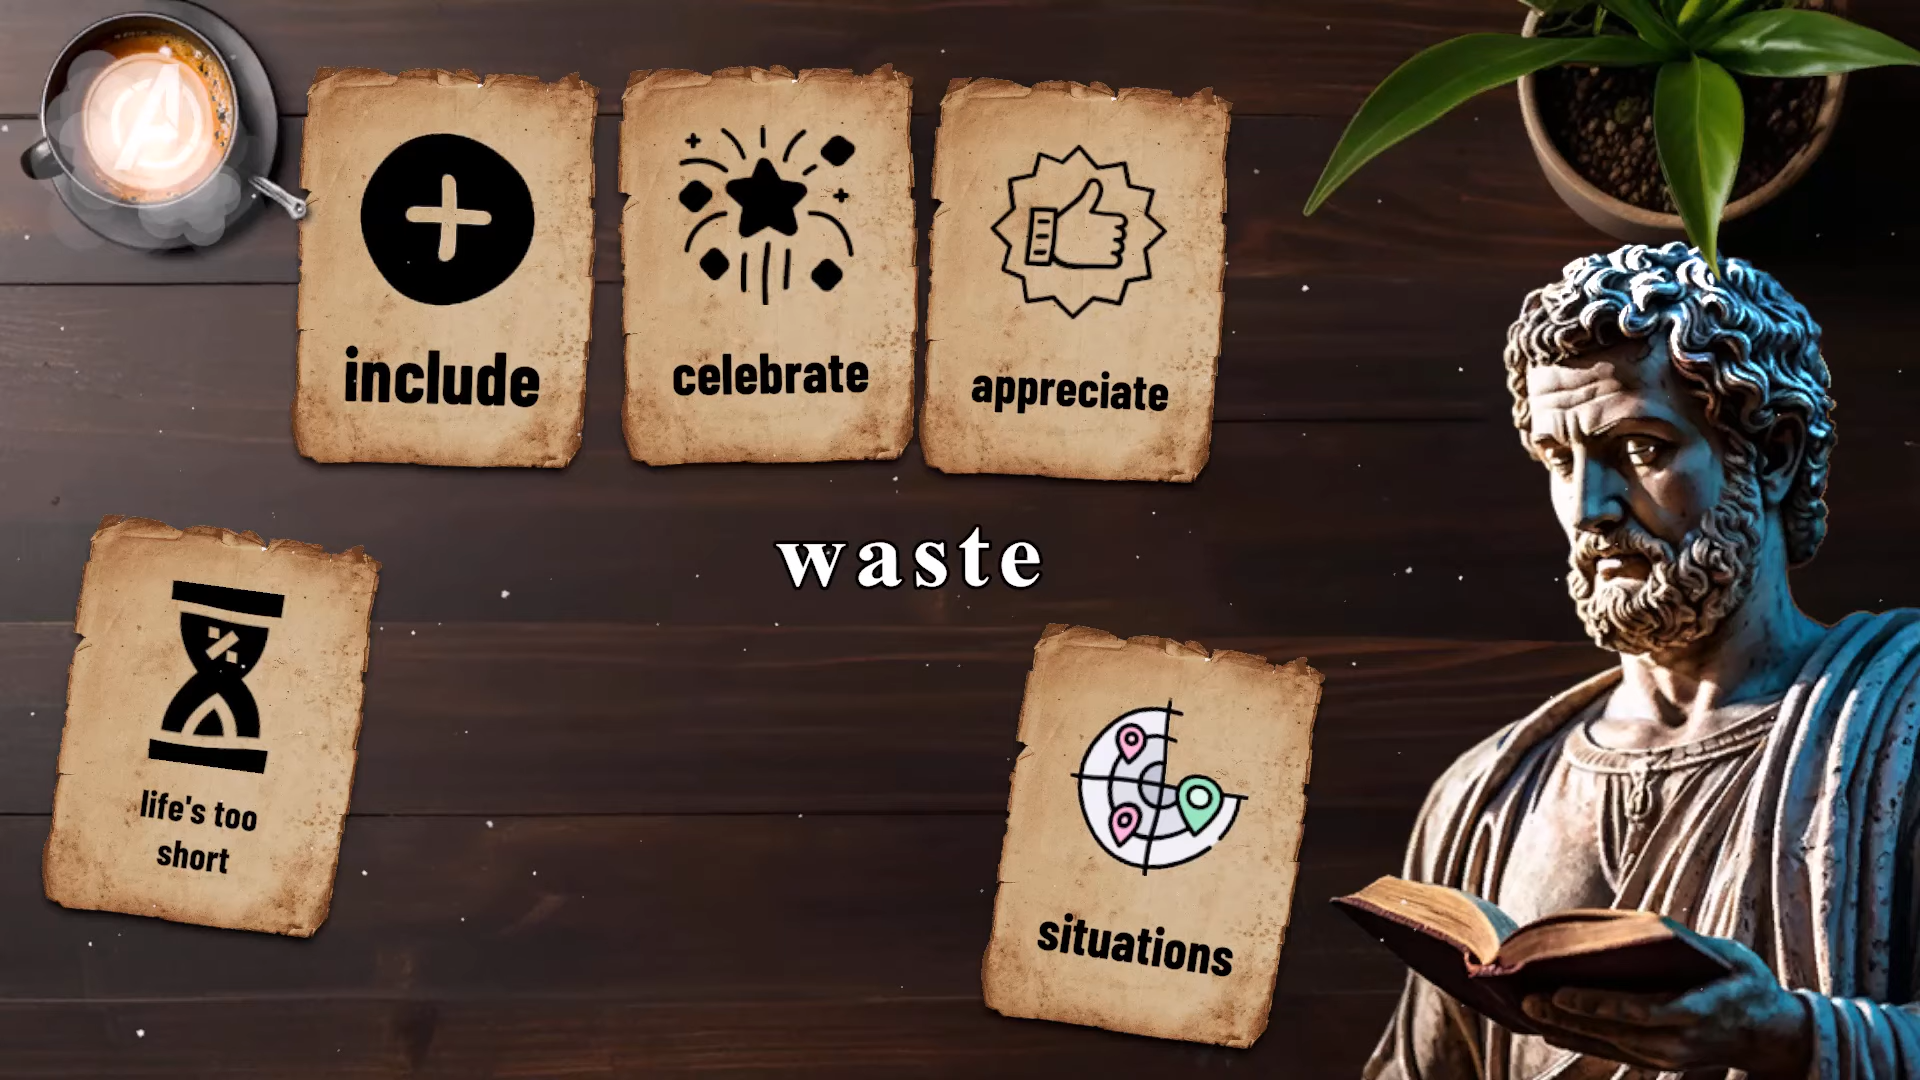 include
celebrate
appreciate
waste
life's too
short
situations